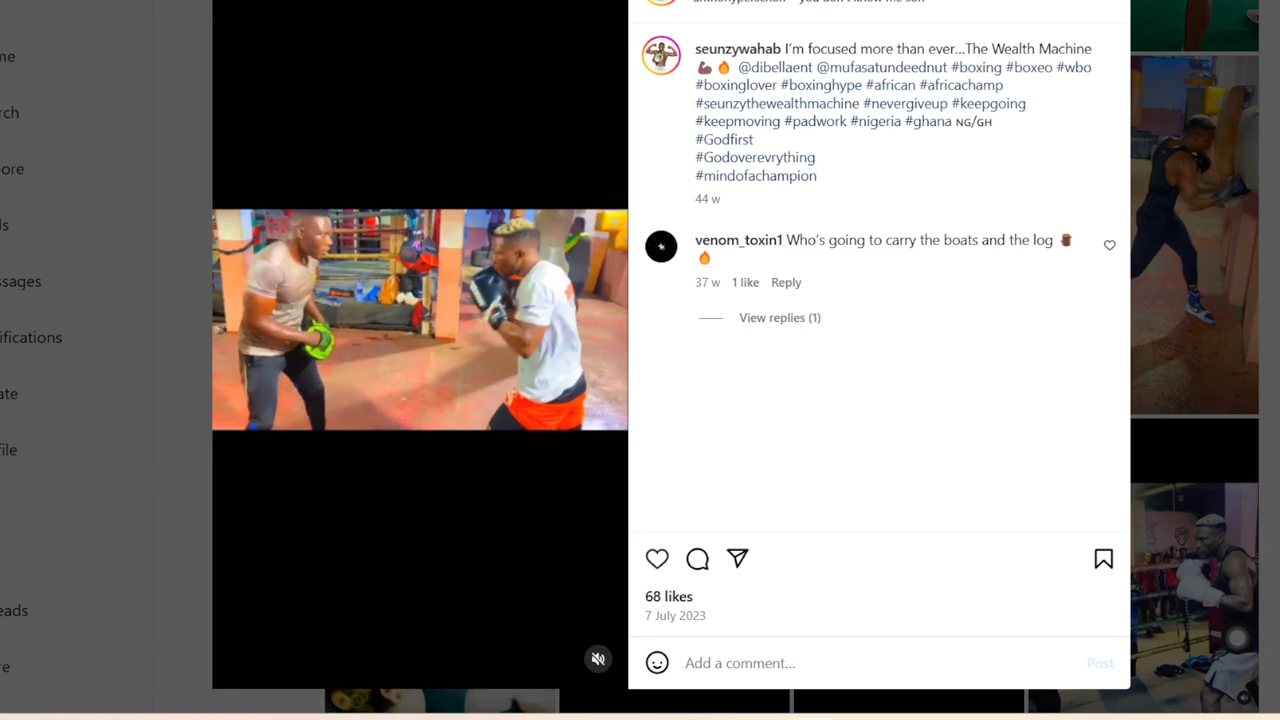 me
rch
ore
ls
ssages
ifications
ate
file
eads
re
seunzywahab I'm focused more than ever...The Wealth Machine
💪🏾 🔥 @dibellaent @mufasatundeednut #boxing #boxeo #wbo
#boxinglover #boxinghype #african #africachamp
#seunzythewealthmachine #nevergiveup #keepgoing
#keepmoving #padwork #nigeria #ghana NG/GH
#Godfirst
#Godoverevrything
#mindofachampion
44 w
venom_toxin1 Who's going to carry the boats and the log 🪵
🔥
37 w 1 like Reply
View replies (1)
68 likes
7 July 2023
Add a comment... Post